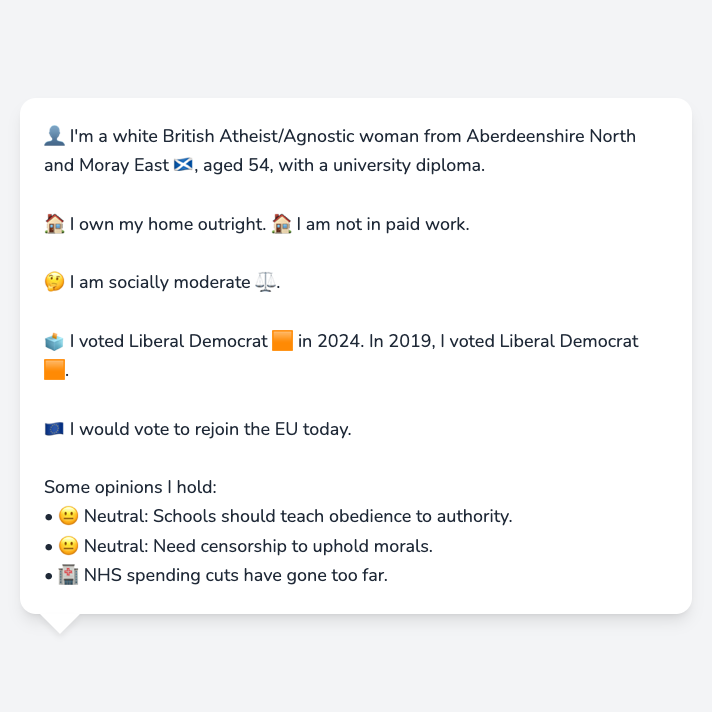 👤 I'm a white British Atheist/Agnostic woman from Aberdeenshire North
and Moray East 🏴󠁧󠁢󠁳󠁣󠁴󠁿, aged 54, with a university diploma.
🏠 I own my home outright. 🏠 I am not in paid work.
🤔 I am socially moderate ⚖️.
🗳️ I voted Liberal Democrat 🟧 in 2024. In 2019, I voted Liberal Democrat
🟧.
🇪🇺 I would vote to rejoin the EU today.
Some opinions I hold:
• 😐 Neutral: Schools should teach obedience to authority.
• 😐 Neutral: Need censorship to uphold morals.
• 🏥 NHS spending cuts have gone too far.